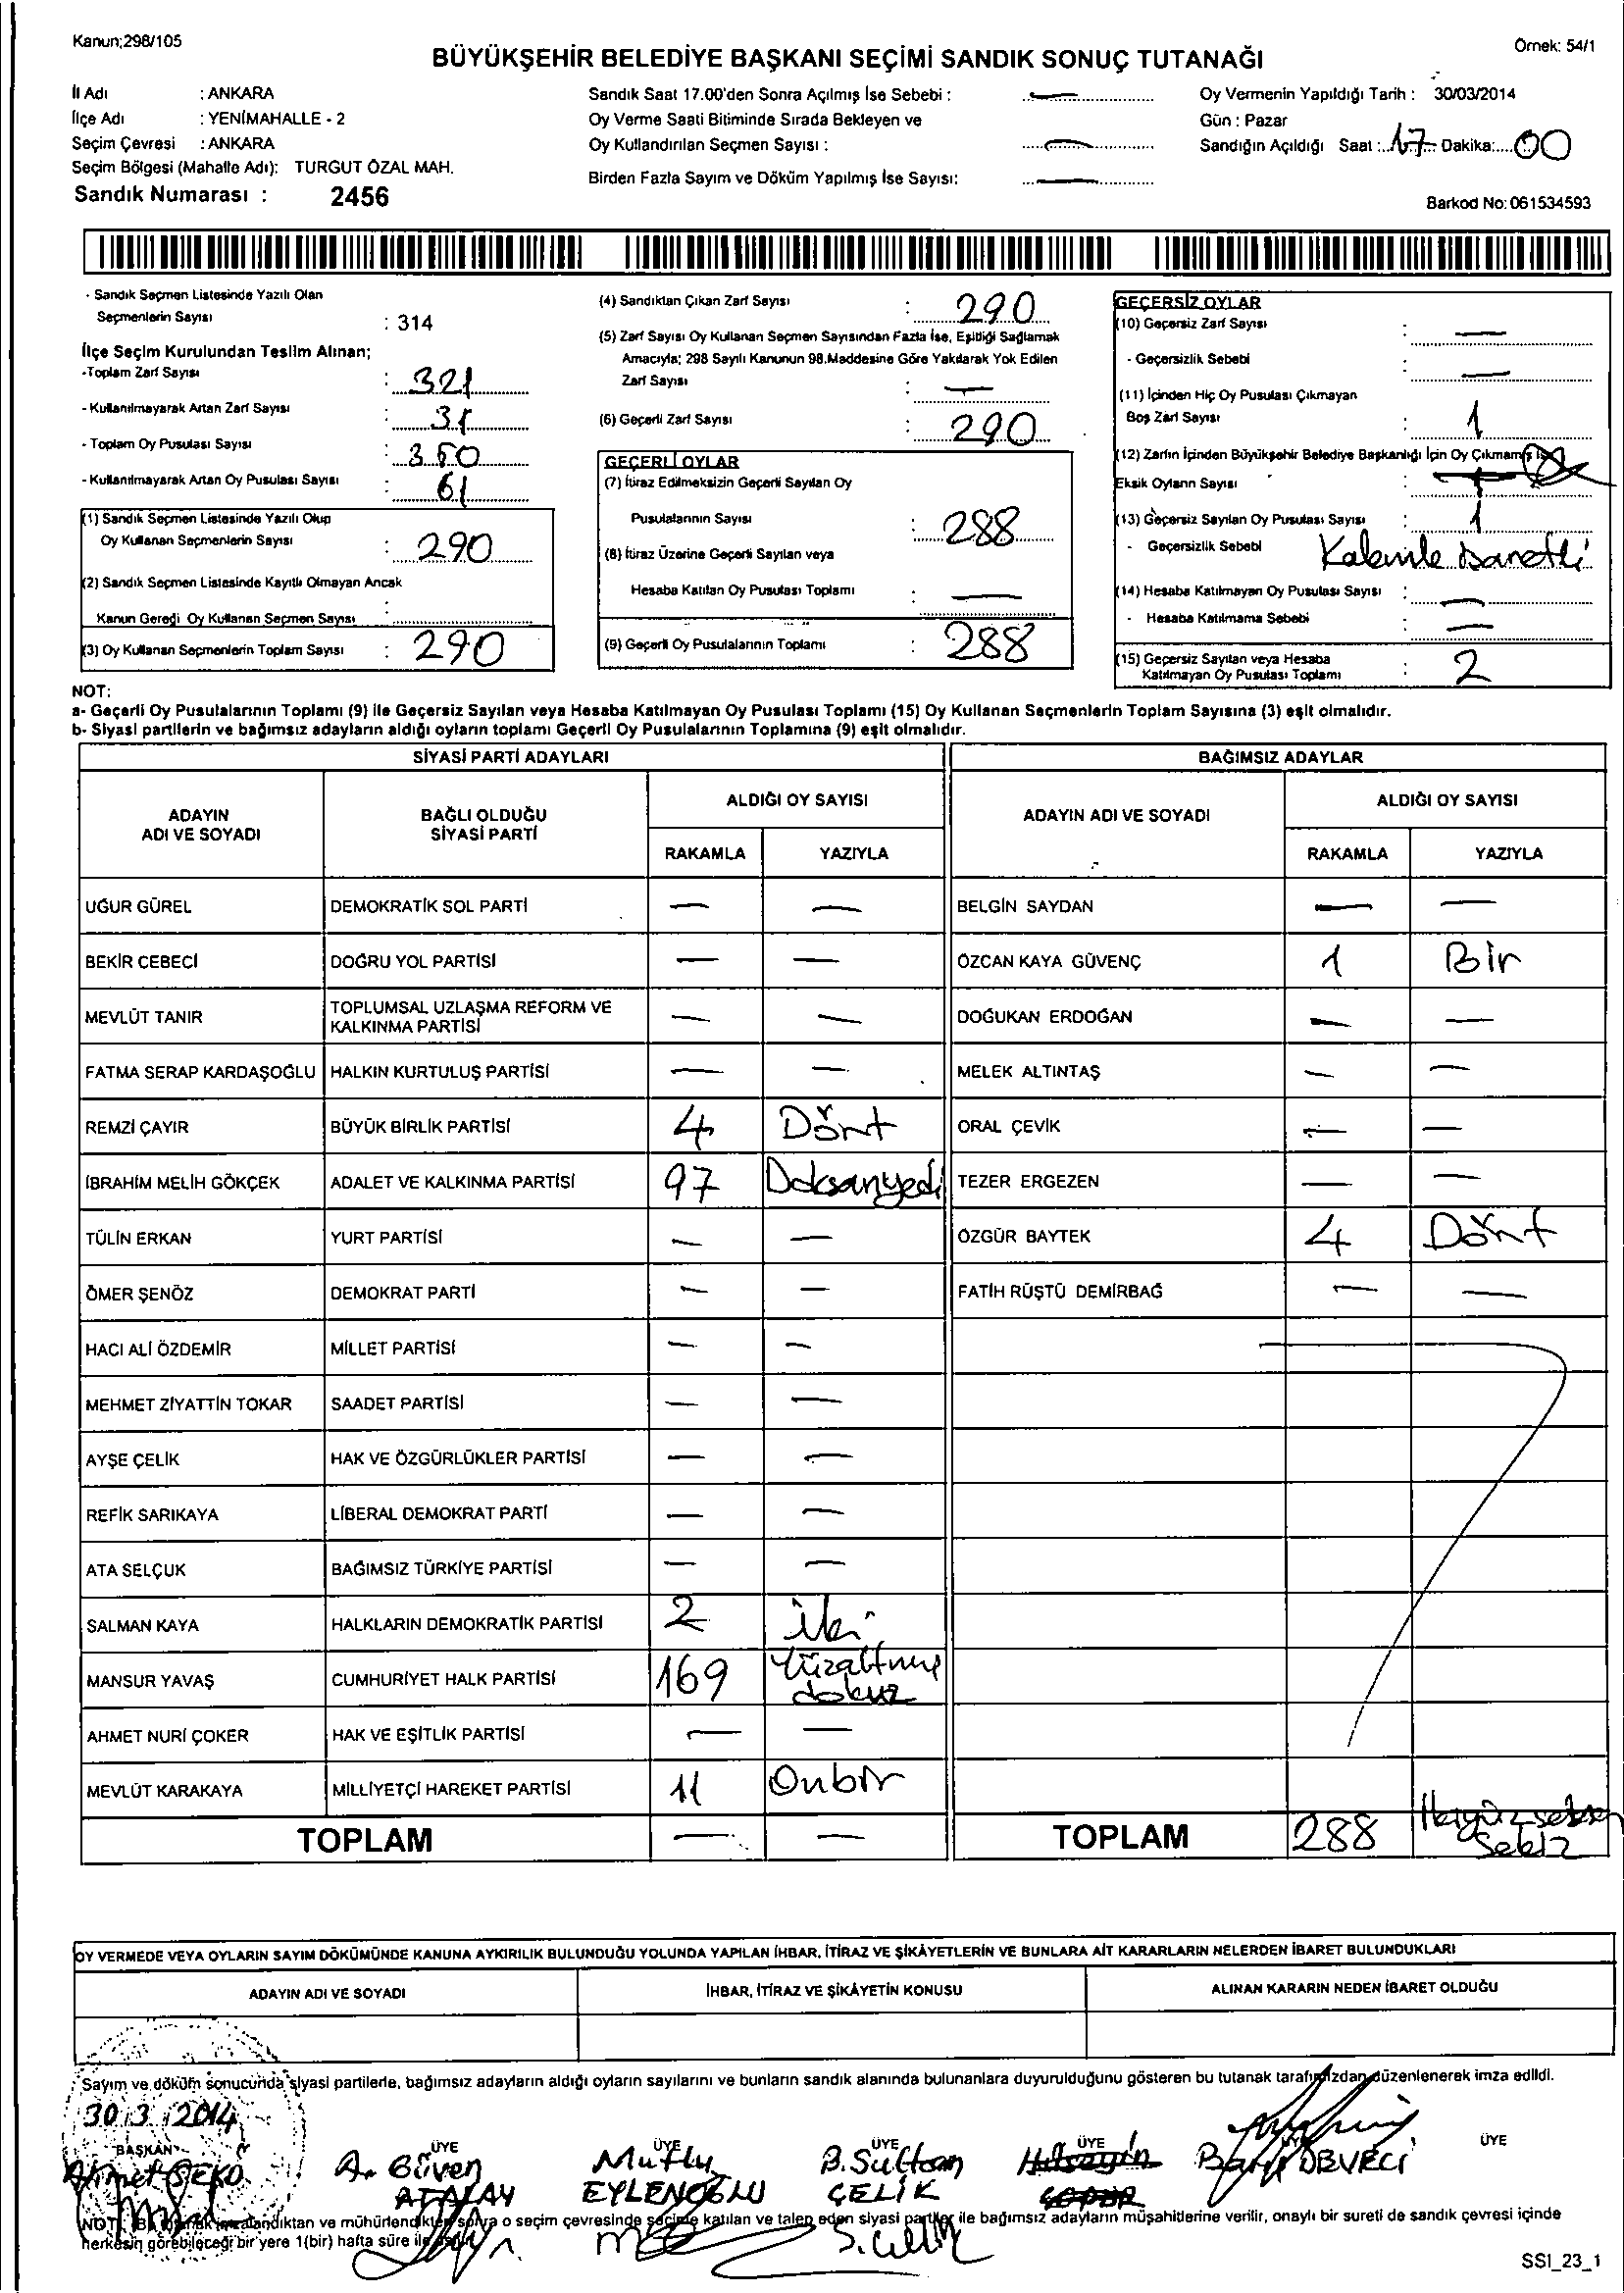 Kanun;298/105
Örnek: 54/1
BÜYÜKŞEHİR BELEDİYE BAŞKANI SEÇİMİ SANDIK SONUÇ TUTANAĞI
İl Adı : ANKARA
İlçe Adı : YENİMAHALLE - 2
Seçim Çevresi : ANKARA
Seçim Bölgesi (Mahalle Adı): TURGUT ÖZAL MAH.
Sandık Numarası : 2456
Sandık Saat 17.00'den Sonra Açılmış İse Sebebi : —
Oy Verme Saati Bitiminde Sırada Bekleyen ve
Oy Kullandırılan Seçmen Sayısı : —
Birden Fazla Sayım ve Döküm Yapılmış İse Sayısı: —
Oy Vermenin Yapıldığı Tarih : 30/03/2014
Gün : Pazar
Sandığın Açıldığı Saat : 17 Dakika: 00
Barkod No: 061534593
- Sandık Seçmen Listesinde Yazılı Olan
Seçmenlerin Sayısı : 314
İlçe Seçim Kurulundan Teslim Alınan;
-Toplam Zarf Sayısı : 321
- Kullanılmayarak Artan Zarf Sayısı : 31
- Toplam Oy Pusulası Sayısı : 350
- Kullanılmayarak Artan Oy Pusulası Sayısı : 61
(1) Sandık Seçmen Listesinde Yazılı Olup
Oy Kullanan Seçmenlerin Sayısı : 290
(2) Sandık Seçmen Listesinde Kayıtlı Olmayan Ancak
Kanun Geredi Oy Kullanan Seçmen Sayısı :
(3) Oy Kullanan Seçmenlerin Toplam Sayısı : 290
(4) Sandıktan Çıkan Zarf Sayısı : 290
(5) Zarf Sayısı Oy Kullanan Seçmen Sayısından Fazla İse, Eşitliği Sağlamak
Amacıyla; 298 Sayılı Kanunun 98.Maddesine Göre Yakılarak Yok Edilen
Zarf Sayısı : —
(6) Geçerli Zarf Sayısı : 290
GEÇERLİ OYLAR
(7) İtiraz Edilmeksizin Geçerli Sayılan Oy
Pusulalarının Sayısı : 288
(8) İtiraz Üzerine Geçerli Sayılan veya
Hesaba Katılan Oy Pusulası Toplamı : —
(9) Geçerli Oy Pusulalarının Toplamı : 288
GEÇERSİZ OYLAR
(10) Geçersiz Zarf Sayısı : —
- Geçersizlik Sebebi : —
(11) İçinden Hiç Oy Pusulası Çıkmayan
Boş Zarf Sayısı : 1
(12) Zarfın İçinden Büyükşehir Belediye Başkanlığı İçin Oy Çıkmamış İse
Eksik Oyların Sayısı :
(13) Geçersiz Sayılan Oy Pusulası Sayısı : 1
- Geçersizlik Sebebi Kalemle İşaretli
(14) Hesaba Katılmayan Oy Pusulası Sayısı : —
- Hesaba Katılmama Sebebi : —
(15) Geçersiz Sayılan veya Hesaba
Katılmayan Oy Pusulası Toplamı : 2
NOT:
a- Geçerli Oy Pusulalarının Toplamı (9) ile Geçersiz Sayılan veya Hesaba Katılmayan Oy Pusulası Toplamı (15) Oy Kullanan Seçmenlerin Toplam Sayısına (3) eşit olmalıdır.
b- Siyasi partilerin ve bağımsız adayların aldığı oyların toplamı Geçerli Oy Pusulalarının Toplamına (9) eşit olmalıdır.
SİYASİ PARTİ ADAYLARI BAĞIMSIZ ADAYLAR
ADAYIN ADI VE SOYADI
BAĞLI OLDUĞU SİYASİ PARTİ
ALDIĞI OY SAYISI
RAKAMLA YAZIYLA
ADAYIN ADI VE SOYADI
ALDIĞI OY SAYISI
RAKAMLA YAZIYLA
UĞUR GÜREL DEMOKRATİK SOL PARTİ — — BELGİN SAYDAN — —
BEKİR CEBECİ DOĞRU YOL PARTİSİ — — ÖZCAN KAYA GÜVENÇ 1 Bir
MEVLÜT TANIR TOPLUMSAL UZLAŞMA REFORM VE KALKINMA PARTİSİ — — DOĞUKAN ERDOĞAN — —
FATMA SERAP KARDAŞOĞLU HALKIN KURTULUŞ PARTİSİ — — MELEK ALTINTAŞ — —
REMZİ ÇAYIR BÜYÜK BİRLİK PARTİSİ 4 Dört ORAL ÇEVİK — —
İBRAHİM MELİH GÖKÇEK ADALET VE KALKINMA PARTİSİ 97 Doksanyedi TEZER ERGEZEN — —
TÜLİN ERKAN YURT PARTİSİ — — ÖZGÜR BAYTEK 4 Dört
ÖMER ŞENÖZ DEMOKRAT PARTİ — — FATİH RÜŞTÜ DEMİRBAĞ — —
HACI ALİ ÖZDEMİR MİLLET PARTİSİ — —
MEHMET ZİYATTİN TOKAR SAADET PARTİSİ — —
AYŞE ÇELİK HAK VE ÖZGÜRLÜKLER PARTİSİ — —
REFİK SARIKAYA LİBERAL DEMOKRAT PARTİ — —
ATA SELÇUK BAĞIMSIZ TÜRKİYE PARTİSİ — —
SALMAN KAYA HALKLARIN DEMOKRATİK PARTİSİ 2 iki
MANSUR YAVAŞ CUMHURİYET HALK PARTİSİ 169 Yüzaltmış dokuz
AHMET NURİ ÇOKER HAK VE EŞİTLİK PARTİSİ — —
MEVLÜT KARAKAYA MİLLİYETÇİ HAREKET PARTİSİ 11 Onbir
TOPLAM — — TOPLAM 288 İkiyüzseksen Sekiz
OY VERMEDE VEYA OYLARIN SAYIM DÖKÜMÜNDE KANUNA AYKIRILIK BULUNDUĞU YOLUNDA YAPILAN İHBAR, İTİRAZ VE ŞİKÂYETLERİN VE BUNLARA AİT KARARLARIN NELERDEN İBARET BULUNDUKLARI
ADAYIN ADI VE SOYADI İHBAR, İTİRAZ VE ŞİKÂYETİN KONUSU ALINAN KARARIN NEDEN İBARET OLDUĞU
Sayım ve döküm sonucunda siyasi partilerle, bağımsız adayların aldığı oyların sayılarını ve bunların sandık alanında bulunanlara duyurulduğunu gösteren bu tutanak tarafımızdan düzenlenerek imza edildi.
30/3/2014
BAŞKAN ÜYE ÜYE ÜYE ÜYE ÜYE
Ahmet A. Güven Mutlu B. Sultan Hüseyin DEVECİ
ATALAY EYLENOĞLU ÇELİK
NOT: Bu tutanak imzalandıktan ve mühürlendikten sonra o seçim çevresinde seçime katılan ve talep eden siyasi partiler ile bağımsız adayların müşahitlerine verilir, onaylı bir sureti de sandık çevresi içinde
herkesin görebileceği bir yere 1(bir) hafta süre ile
S. Çelik
SSI_23_1